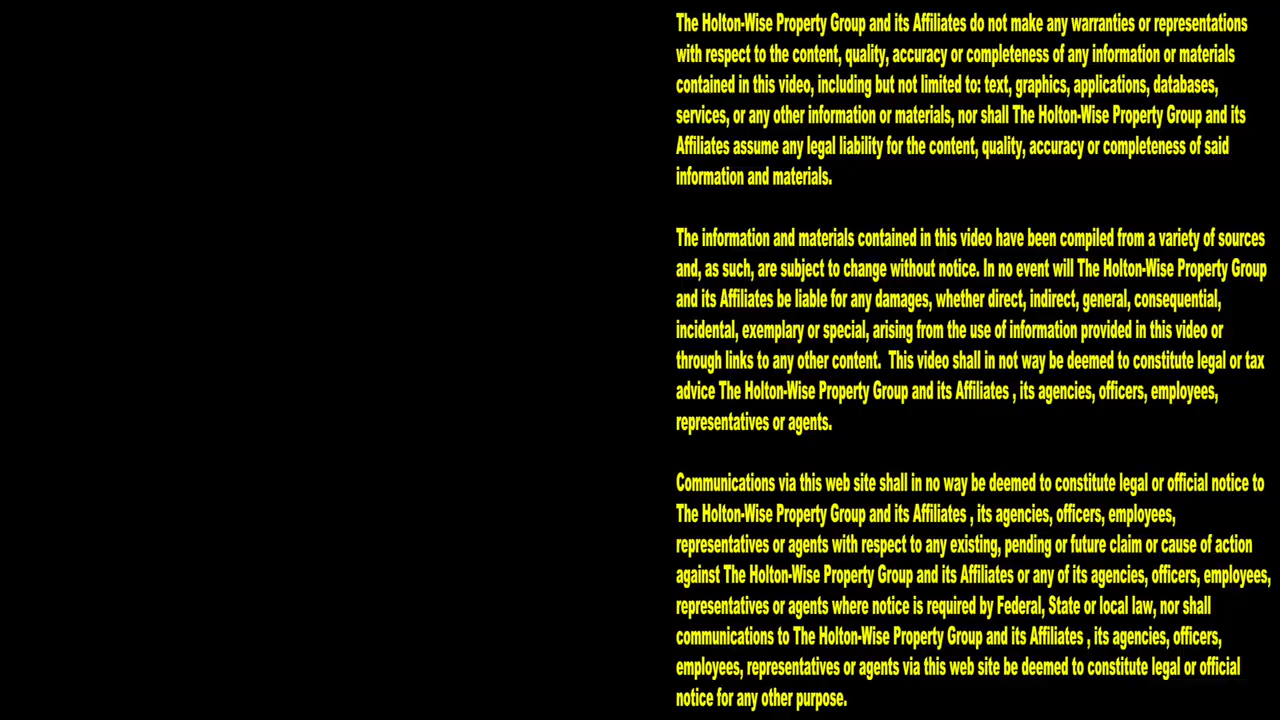 The Holton-Wise Property Group and its Affiliates do not make any warranties or representations
with respect to the content, quality, accuracy or completeness of any information or materials
contained in this video, including but not limited to: text, graphics, applications, databases,
services, or any other information or materials, nor shall The Holton-Wise Property Group and its
Affiliates assume any legal liability for the content, quality, accuracy or completeness of said
information and materials.
The information and materials contained in this video have been compiled from a variety of sources
and, as such, are subject to change without notice. In no event will The Holton-Wise Property Group
and its Affiliates be liable for any damages, whether direct, indirect, general, consequential,
incidental, exemplary or special, arising from the use of information provided in this video or
through links to any other content.  This video shall in not way be deemed to constitute legal or tax
advice The Holton-Wise Property Group and its Affiliates , its agencies, officers, employees,
representatives or agents.
Communications via this web site shall in no way be deemed to constitute legal or official notice to
The Holton-Wise Property Group and its Affiliates , its agencies, officers, employees,
representatives or agents with respect to any existing, pending or future claim or cause of action
against The Holton-Wise Property Group and its Affiliates or any of its agencies, officers, employees,
representatives or agents where notice is required by Federal, State or local law, nor shall
communications to The Holton-Wise Property Group and its Affiliates , its agencies, officers,
employees, representatives or agents via this web site be deemed to constitute legal or official
notice for any other purpose.